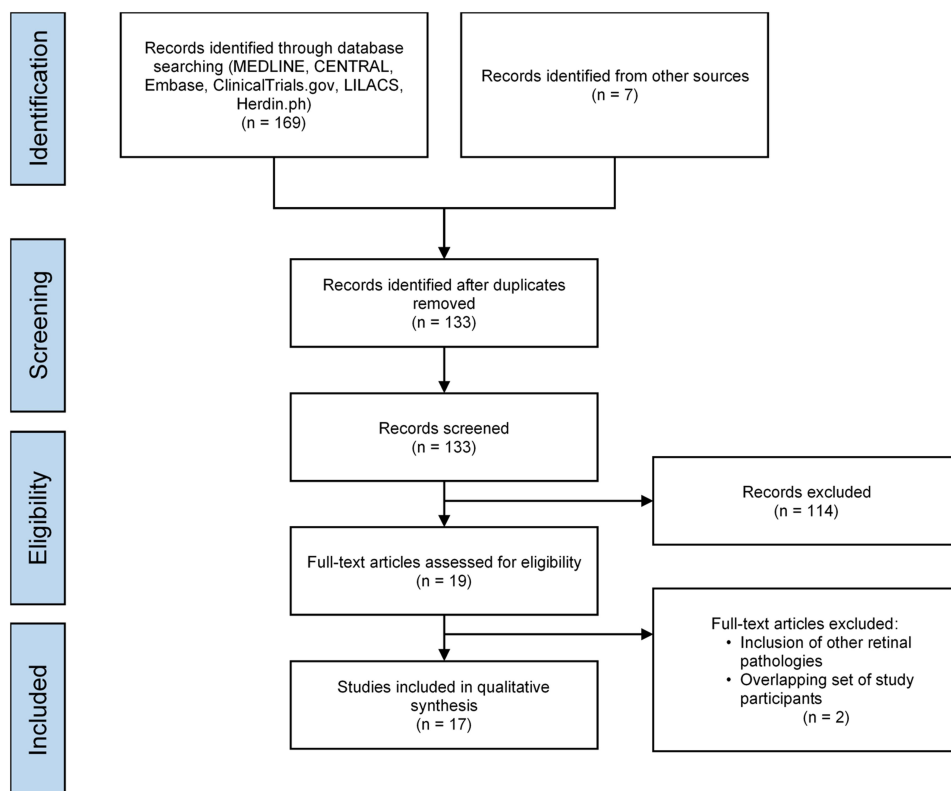 Identification
Records identified through database
searching (MEDLINE, CENTRAL,
Embase, ClinicalTrials.gov, LILACS,
Herdin.ph)
(n = 169)
Records identified from other sources
(n = 7)
Screening
Records identified after duplicates
removed
(n = 133)
Records screened
(n = 133)
Eligibility
Records excluded
(n = 114)
Full-text articles assessed for eligibility
(n = 19)
Included
Full-text articles excluded:
• Inclusion of other retinal
pathologies
• Overlapping set of study
participants
(n = 2)
Studies included in qualitative
synthesis
(n = 17)